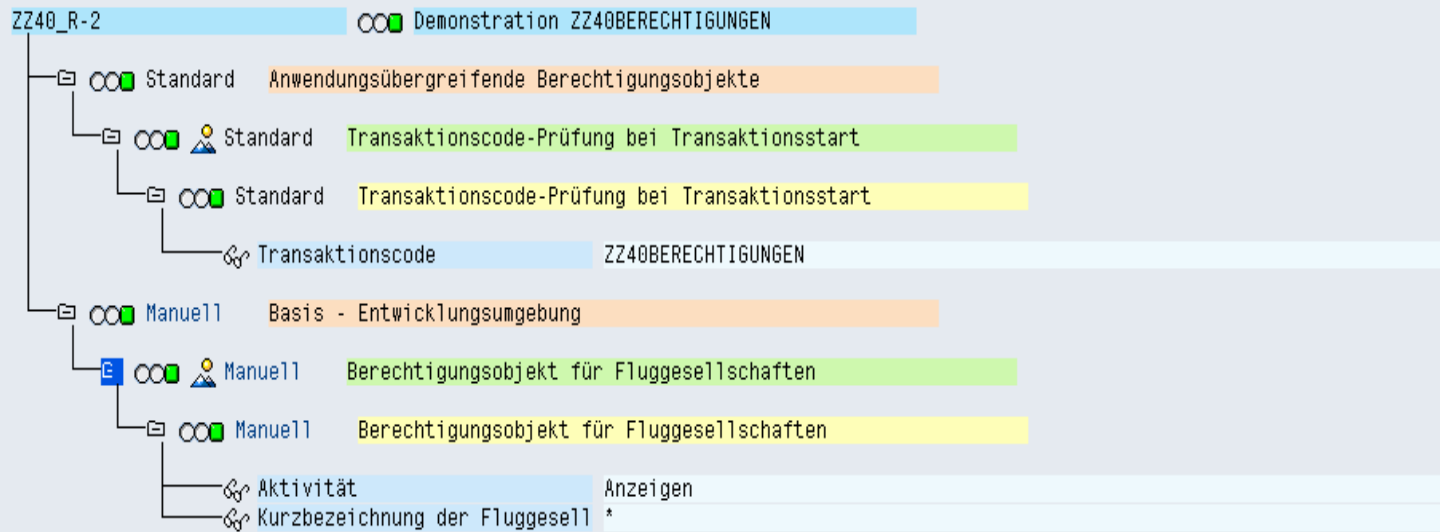 ZZ40_R-2 Demonstration ZZ40BERECHTIGUNGEN
Standard Anwendungsübergreifende Berechtigungsobjekte
Standard Transaktionscode-Prüfung bei Transaktionsstart
Standard Transaktionscode-Prüfung bei Transaktionsstart
Transaktionscode ZZ40BERECHTIGUNGEN
Manuell Basis - Entwicklungsumgebung
Manuell Berechtigungsobjekt für Fluggesellschaften
Manuell Berechtigungsobjekt für Fluggesellschaften
Aktivität Anzeigen
Kurzbezeichnung der Fluggesell *